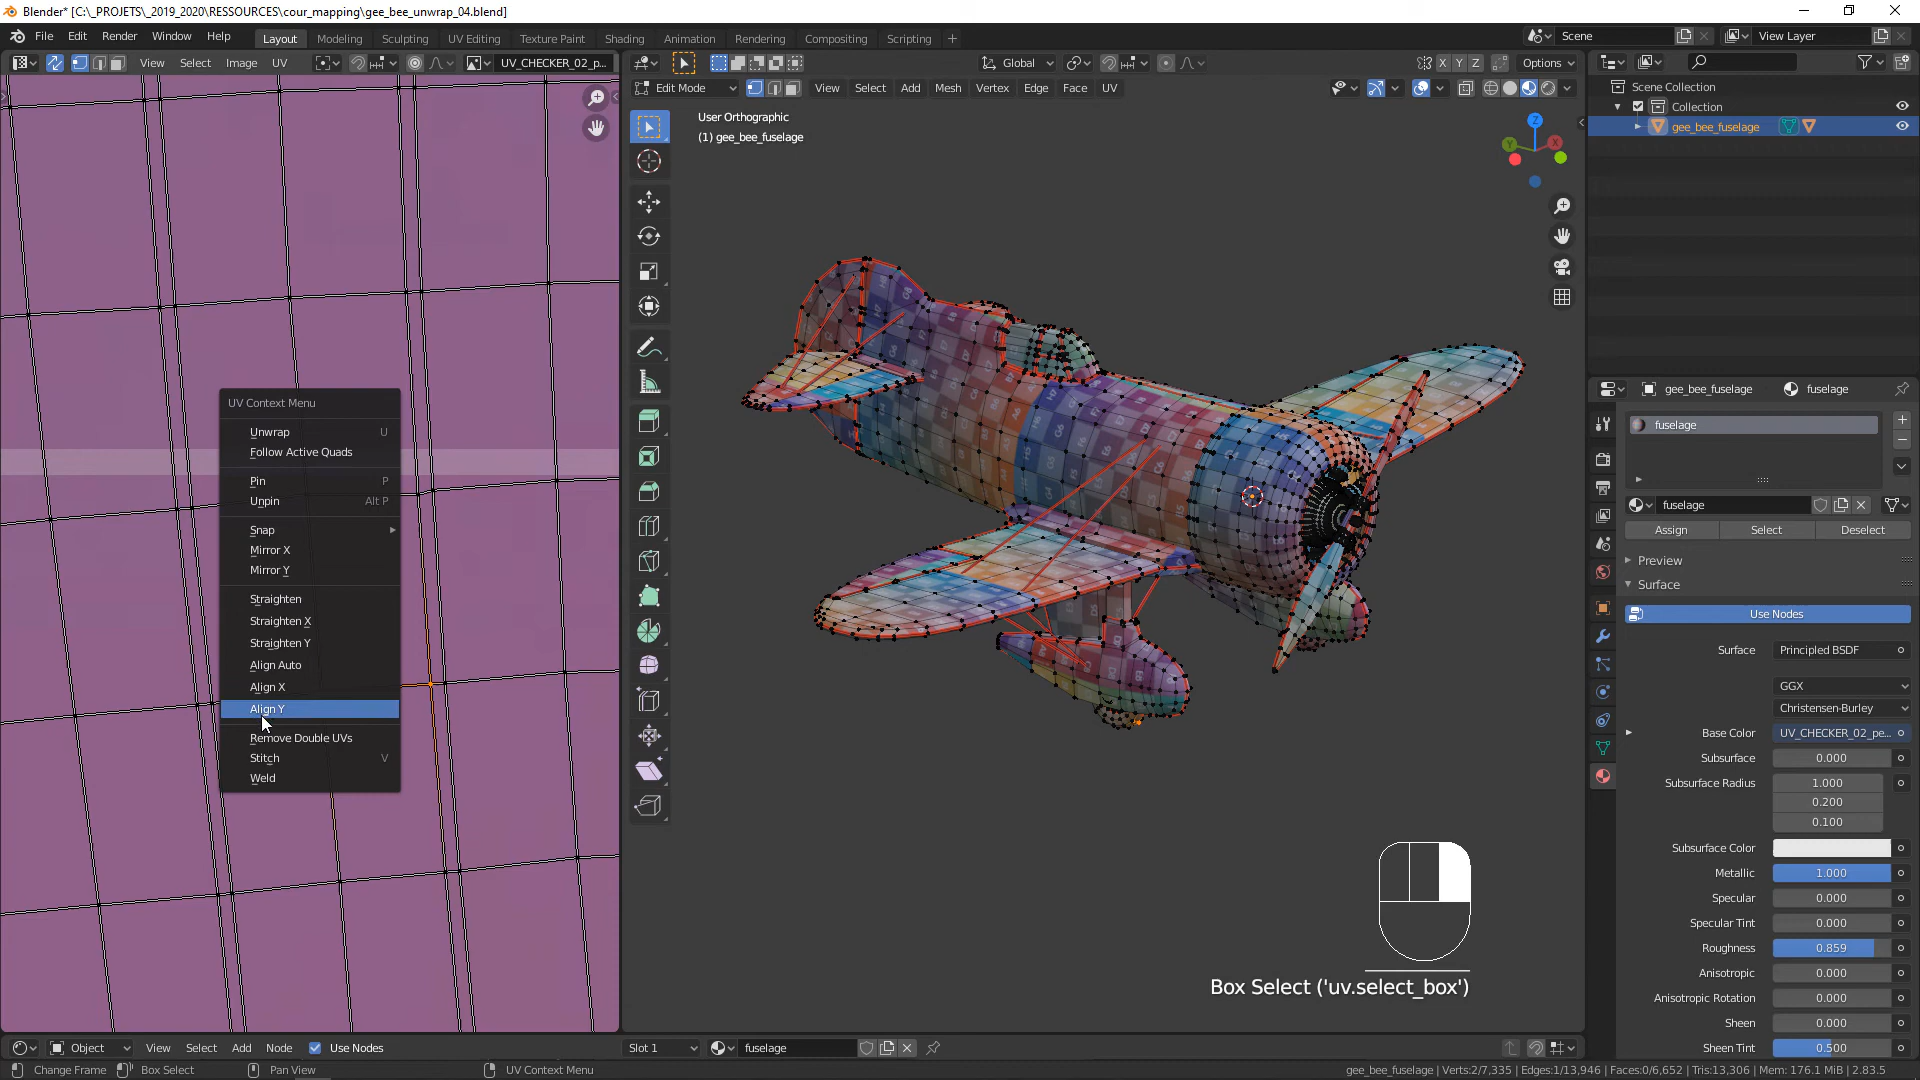 Blender* [C:\_PROJETS\_2019_2020\RESSOURCES\cour_mapping\gee_bee_unwrap_04.blend]
File Edit Render Window Help
Layout Modeling Sculpting UV Editing Texture Paint Shading Animation Rendering Compositing Scripting
Scene
View Layer
View Select Image UV
UV_CHECKER_02_p...
Global
X Y Z
Options
Edit Mode View Select Add Mesh Vertex Edge Face UV
User Orthographic
(1) gee_bee_fuselage
Z
X
Y
Scene Collection
Collection
gee_bee_fuselage
gee_bee_fuselage fuselage
fuselage
fuselage
Assign Select Deselect
Preview
Surface
Use Nodes
Surface Principled BSDF
GGX
Christensen-Burley
Base Color UV_CHECKER_02_pe...
Subsurface 0.000
Subsurface Radius 1.000
0.200
0.100
Subsurface Color
Metallic 1.000
Specular 0.000
Specular Tint 0.000
Roughness 0.859
Anisotropic 0.000
Anisotropic Rotation 0.000
Sheen 0.000
Sheen Tint 0.500
UV Context Menu
Unwrap U
Follow Active Quads
Pin P
Unpin Alt P
Snap
Mirror X
Mirror Y
Straighten
Straighten X
Straighten Y
Align Auto
Align X
Align Y
Remove Double UVs
Stitch V
Weld
Box Select ('uv.select_box')
Object View Select Add Node Use Nodes
Slot 1 fuselage
Change Frame Box Select Pan View UV Context Menu
gee_bee_fuselage | Verts:2/7,335 | Edges:1/13,946 | Faces:0/6,652 | Tris:13,306 | Mem: 176.1 MiB | 2.83.5